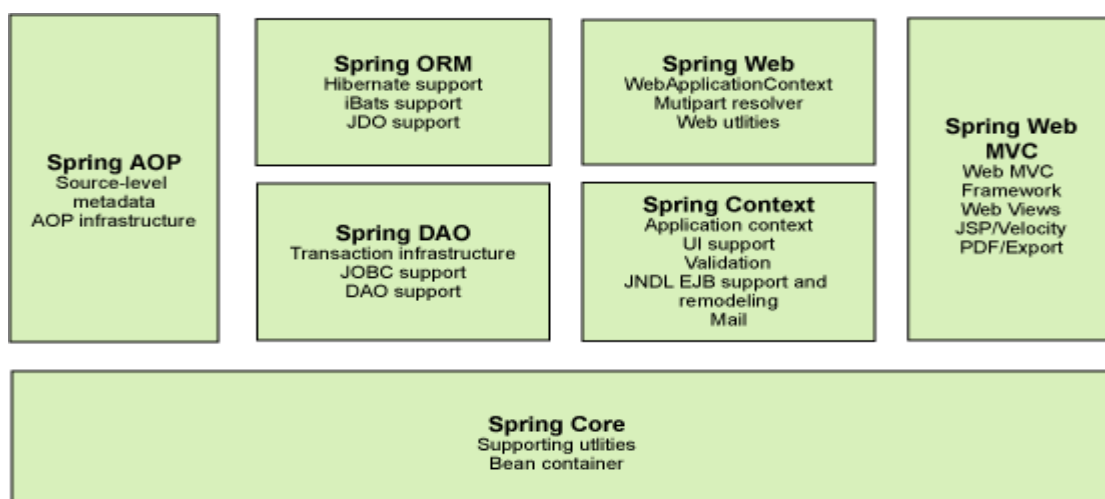 Spring AOP
Source-level
metadata
AOP infrastructure
Spring ORM
Hibernate support
iBats support
JDO support
Spring DAO
Transaction infrastructure
JOBC support
DAO support
Spring Web
WebApplicationContext
Mutipart resolver
Web utlities
Spring Context
Application context
UI support
Validation
JNDL EJB support and
remodeling
Mail
Spring Web
MVC
Web MVC
Framework
Web Views
JSP/Velocity
PDF/Export
Spring Core
Supporting utlities
Bean container